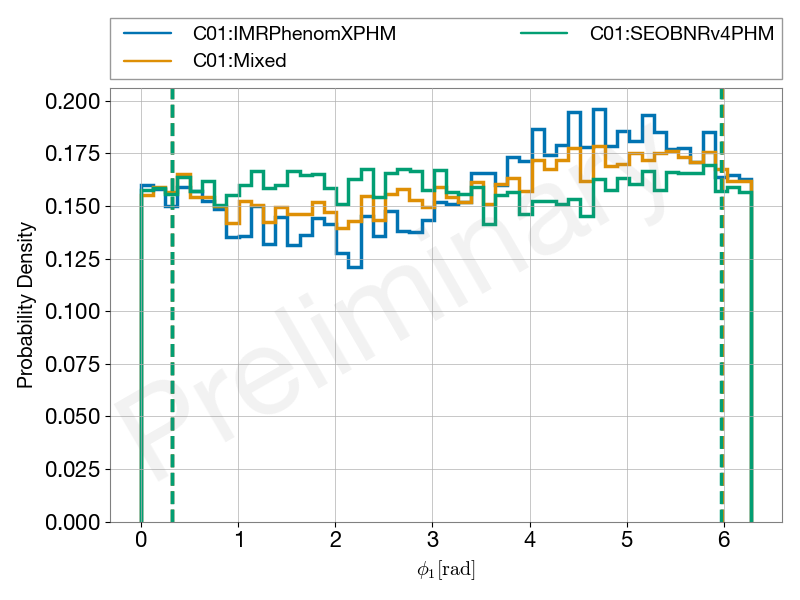 C01:IMRPhenomXPHM
C01:Mixed
C01:SEOBNRv4PHM
0.200
0.175
0.150
0.125
0.100
0.075
0.050
0.025
0.000
Probability Density
Preliminary
0 1 2 3 4 5 6
ϕ₁[rad]